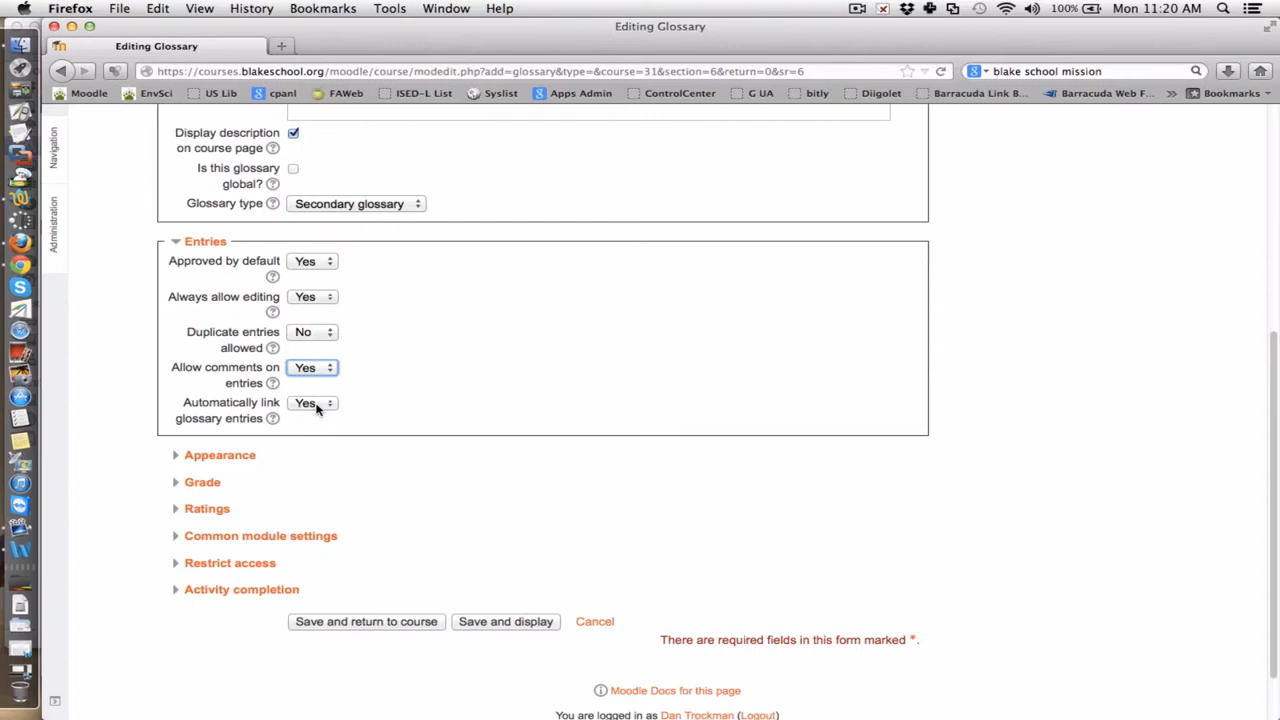 Firefox File Edit View History Bookmarks Tools Window Help 100% Mon 11:20 AM
Editing Glossary
Editing Glossary
https://courses.blakeschool.org/moodle/course/modedit.php?add=glossary&type=&course=31&section=6&return=0&sr=6 blake school mission
Moodle EnvSci US Lib cpanl FAWeb ISED-L List Syslist Apps Admin ControlCenter G UA bitly Diigolet Barracuda Link B... Barracuda Web F... >> Bookmarks
Navigation
Administration
Display description
on course page
Is this glossary
global?
Glossary type Secondary glossary
Entries
Approved by default Yes
Always allow editing Yes
Duplicate entries No
allowed
Allow comments on Yes
entries
Automatically link Yes
glossary entries
Appearance
Grade
Ratings
Common module settings
Restrict access
Activity completion
Save and return to course Save and display Cancel
There are required fields in this form marked *.
Moodle Docs for this page
You are logged in as Dan Trockman (Logout)